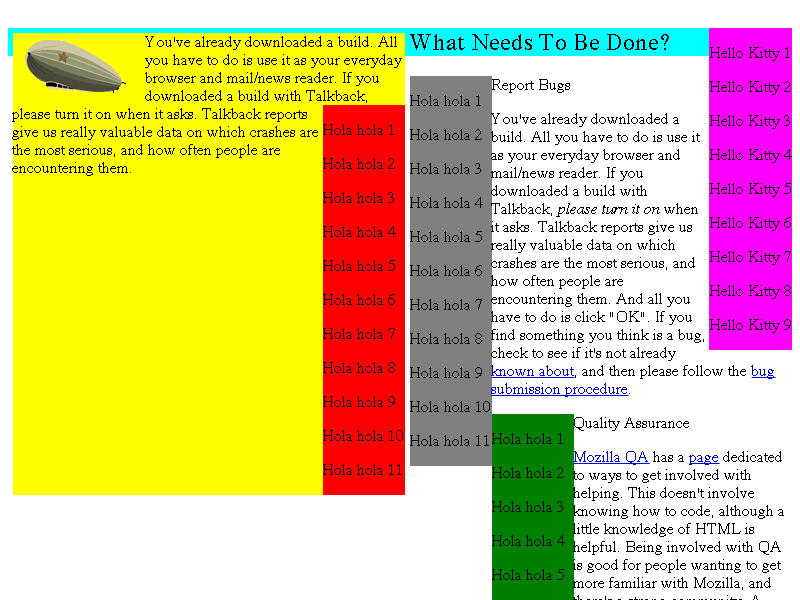 You've already downloaded a build. All
you have to do is use it as your everyday
browser and mail/news reader. If you
downloaded a build with Talkback,
please turn it on when it asks. Talkback reports
give us really valuable data on which crashes are
the most serious, and how often people are
encountering them.
Hola hola 1
Hola hola 2
Hola hola 3
Hola hola 4
Hola hola 5
Hola hola 6
Hola hola 7
Hola hola 8
Hola hola 9
Hola hola 10
Hola hola 11
What Needs To Be Done?
Hola hola 1
Hola hola 2
Hola hola 3
Hola hola 4
Hola hola 5
Hola hola 6
Hola hola 7
Hola hola 8
Hola hola 9
Hola hola 10
Hola hola 11
Report Bugs
You've already downloaded a
build. All you have to do is use it
as your everyday browser and
mail/news reader. If you
downloaded a build with
Talkback, please turn it on when
it asks. Talkback reports give us
really valuable data on which
crashes are the most serious, and
how often people are
encountering them. And all you
have to do is click "OK". If you
find something you think is a bug,
check to see if it's not already
known about, and then please follow the bug
submission procedure.
Hello Kitty 1
Hello Kitty 2
Hello Kitty 3
Hello Kitty 4
Hello Kitty 5
Hello Kitty 6
Hello Kitty 7
Hello Kitty 8
Hello Kitty 9
Hola hola 1
Hola hola 2
Hola hola 3
Hola hola 4
Hola hola 5
Quality Assurance
Mozilla QA has a page dedicated
to ways to get involved with
helping. This doesn't involve
knowing how to code, although a
little knowledge of HTML is
helpful. Being involved with QA
is good for people wanting to get
more familiar with Mozilla, and
there's a strong community. A